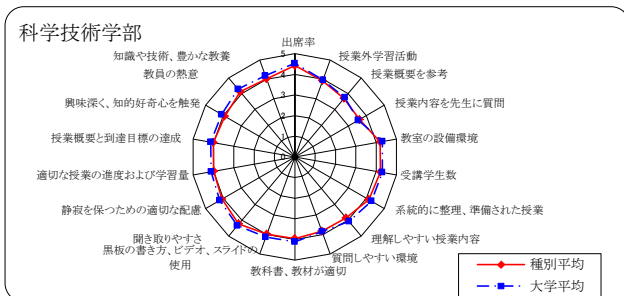 科学技術学部
出席率
授業外学習活動
授業概要を参考
授業内容を先生に質問
教室の設備環境
受講学生数
系統的に整理、準備された授業
理解しやすい授業内容
質問しやすい環境
教科書、教材が適切
黒板の書き方、ビデオ、スライドの
使用
聞き取りやすさ
静寂を保つための適切な配慮
適切な授業の進度および学習量
授業概要と到達目標の達成
興味深く、知的好奇心を触発
教員の熱意
知識や技術、豊かな教養
5
4
3
2
1
0
種別平均
大学平均